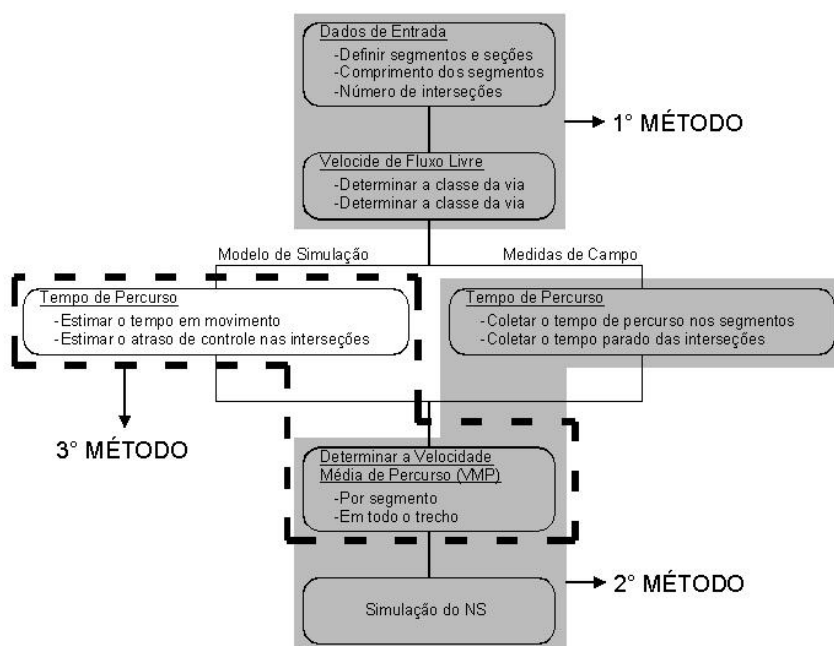 Dados de Entrada
-Definir segmentos e seções
-Comprimento dos segmentos
-Número de interseções
1° MÉTODO
Velocide de Fluxo Livre
-Determinar a classe da via
-Determinar a classe da via
Modelo de Simulação
Medidas de Campo
Tempo de Percurso
-Estimar o tempo em movimento
-Estimar o atraso de controle nas interseções
Tempo de Percurso
-Coletar o tempo de percurso nos segmentos
-Coletar o tempo parado das interseções
3° MÉTODO
Determinar a Velocidade
Média de Percurso (VMP)
-Por segmento
-Em todo o trecho
2° MÉTODO
Simulação do NS